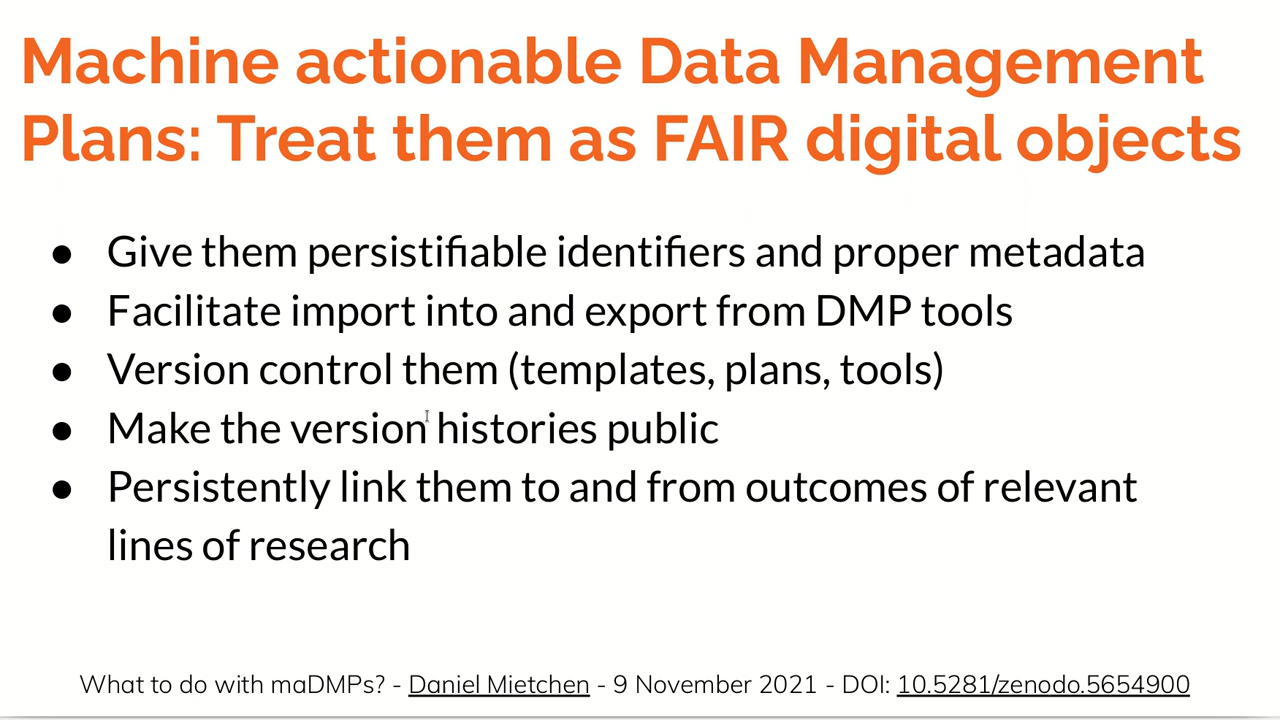 Machine actionable Data Management
Plans: Treat them as FAIR digital objects
● Give them persistifiable identifiers and proper metadata
● Facilitate import into and export from DMP tools
● Version control them (templates, plans, tools)
● Make the version histories public
● Persistently link them to and from outcomes of relevant
lines of research
What to do with maDMPs? - Daniel Mietchen - 9 November 2021 - DOI: 10.5281/zenodo.5654900